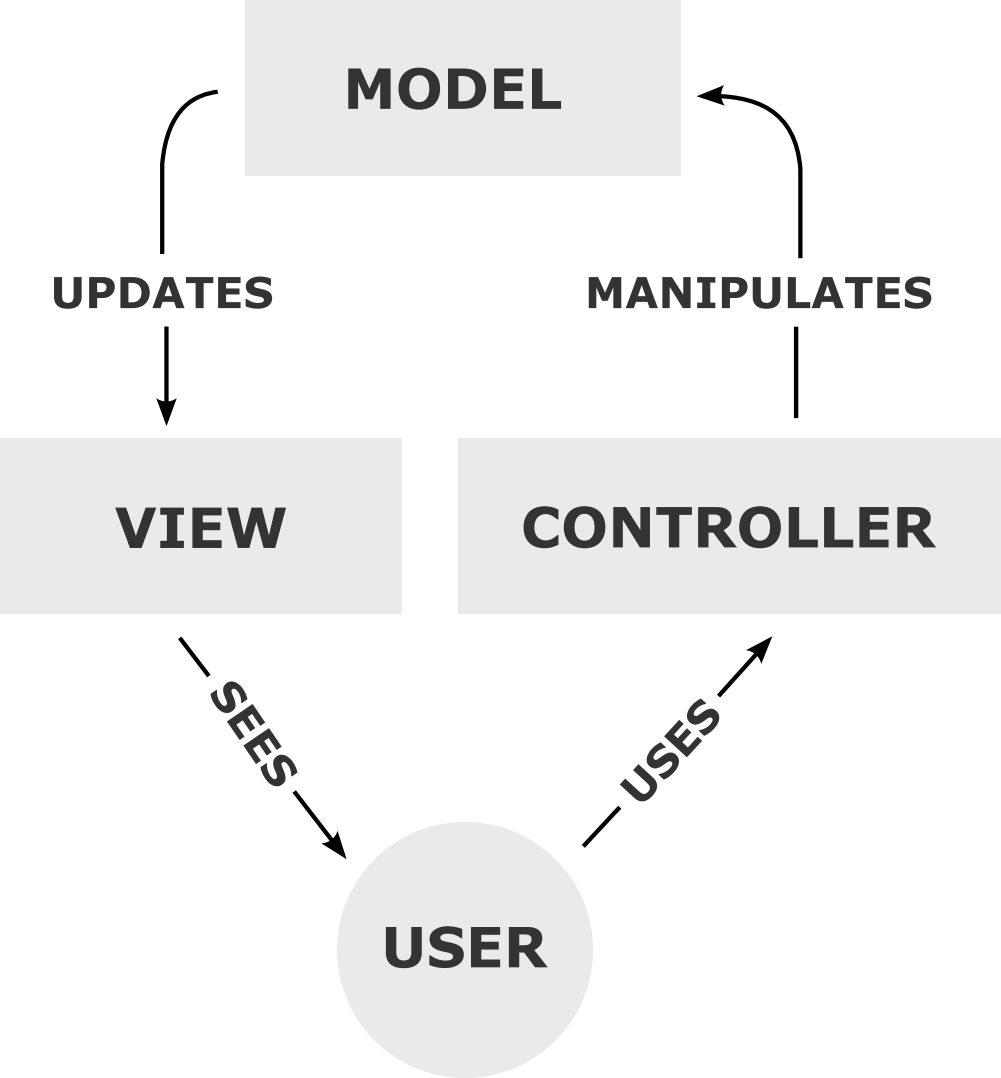 MODEL
UPDATES
MANIPULATES
VIEW
CONTROLLER
SEES
USES
USER